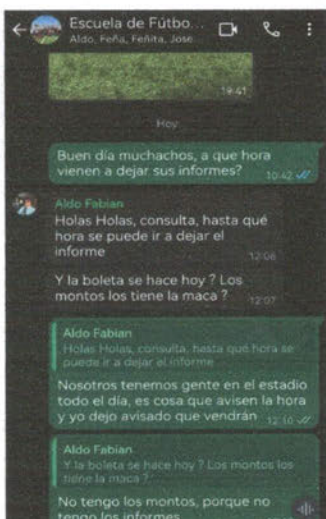 Escuela de Fútbo...
Aldo, Feña, Feñita, Jose
19:41
Hoy
Buen día muchachos, a que hora
vienen a dejar sus informes?
10:42
Aldo Fabian
Holas Holas, consulta, hasta qué
hora se puede ir a dejar el
informe
12:06
Y la boleta se hace hoy ? Los
montos los tiene la maca ?
12:07
Aldo Fabian
Holas Holas, consulta, hasta qué hora se
puede ir a dejar el informe
Nosotros tenemos gente en el estadio
todo el día, es cosa que avisen la hora
y yo dejo avisado que vendrán
12:10
Aldo Fabian
Y la boleta se hace hoy ? Los montos los
tiene la maca ?
No tengo los montos, porque no
tengo los informes